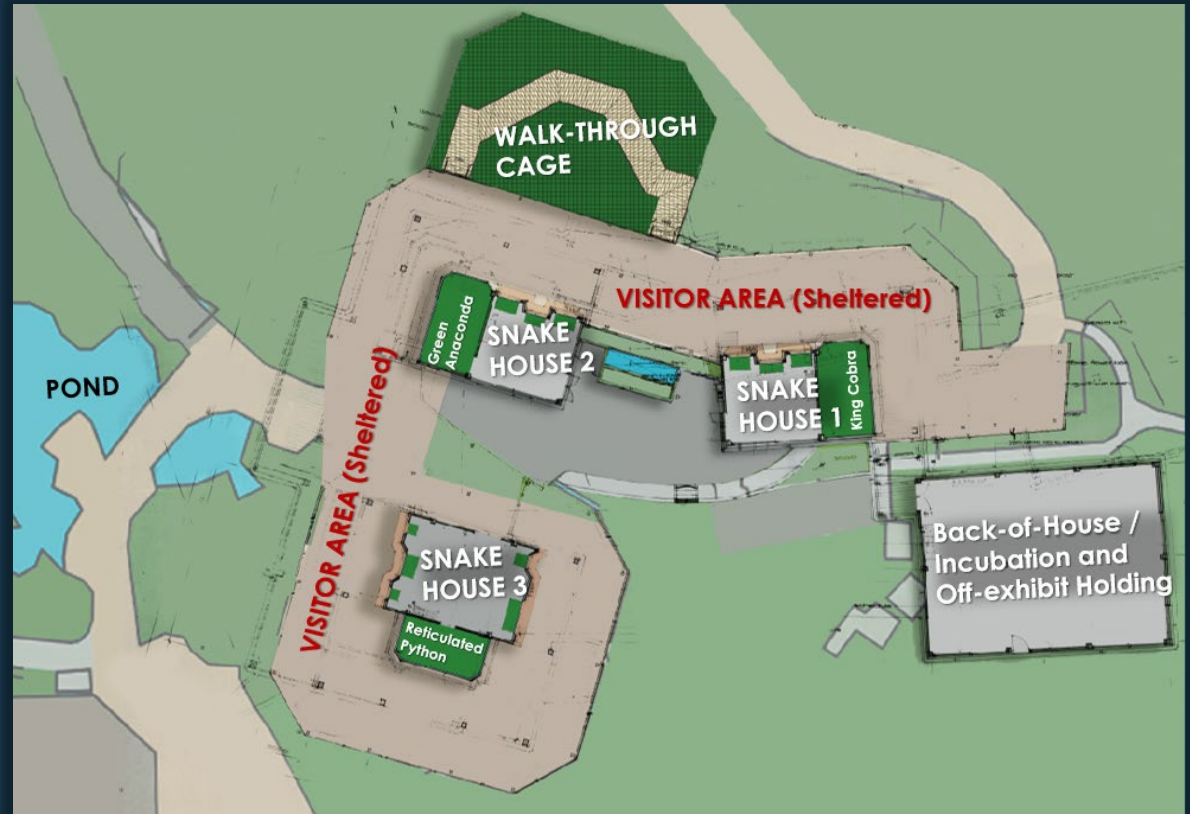 WALK-THROUGH
CAGE
VISITOR AREA (Sheltered)
Green
Anaconda
SNAKE
HOUSE 2
SNAKE
HOUSE 1
King Cobra
POND
VISITOR AREA (Sheltered)
SNAKE
HOUSE 3
Reticulated
Python
Back-of-House /
Incubation and
Off-exhibit Holding